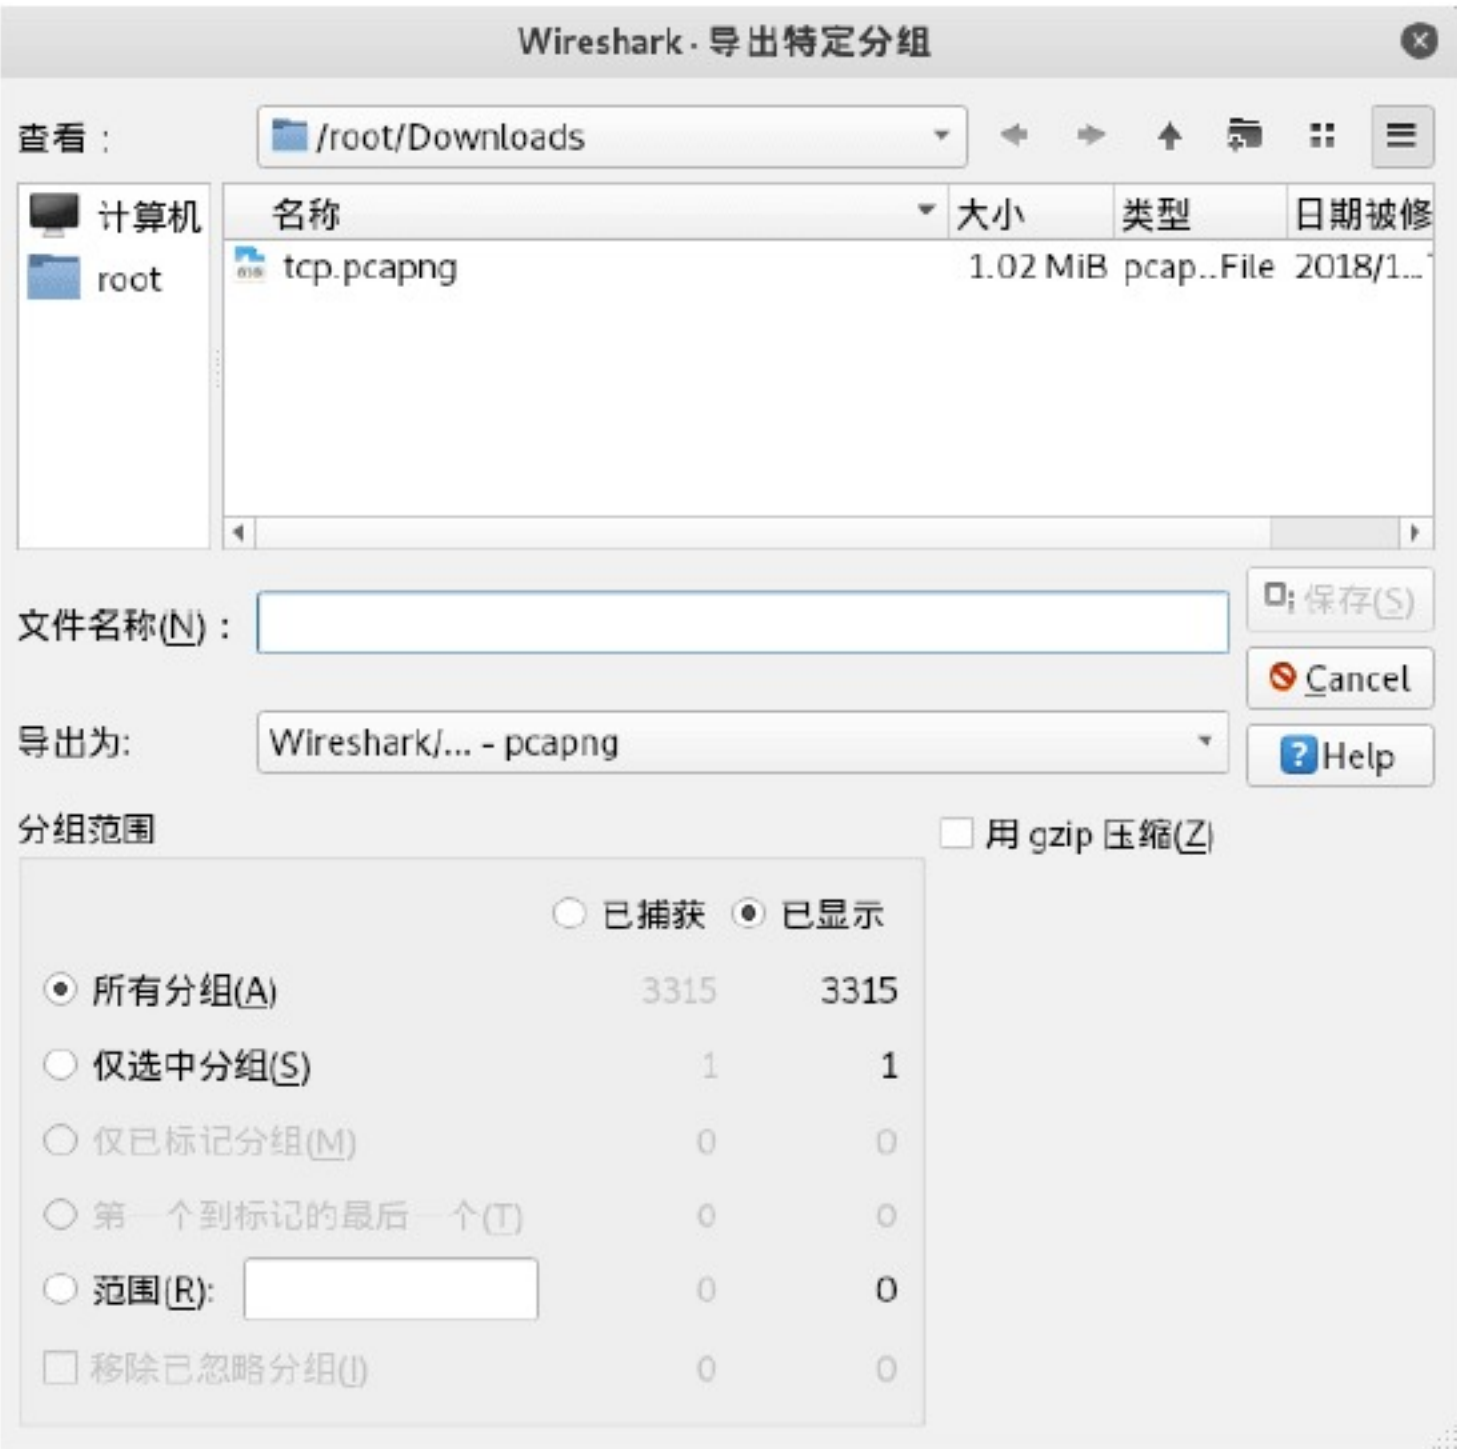 Wireshark · 导出特定分组
查看：
/root/Downloads
计算机
root
名称 大小 类型 日期被修
tcp.pcapng 1.02 MiB pcap..File 2018/1...
文件名称(N)：
保存(S)
Cancel
导出为: Wireshark/... - pcapng
Help
分组范围
用 gzip 压缩(Z)
已捕获 已显示
所有分组(A) 3315 3315
仅选中分组(S) 1 1
仅已标记分组(M) 0 0
第一个到标记的最后一个(T) 0 0
范围(R): 0 0
移除已忽略分组(I) 0 0